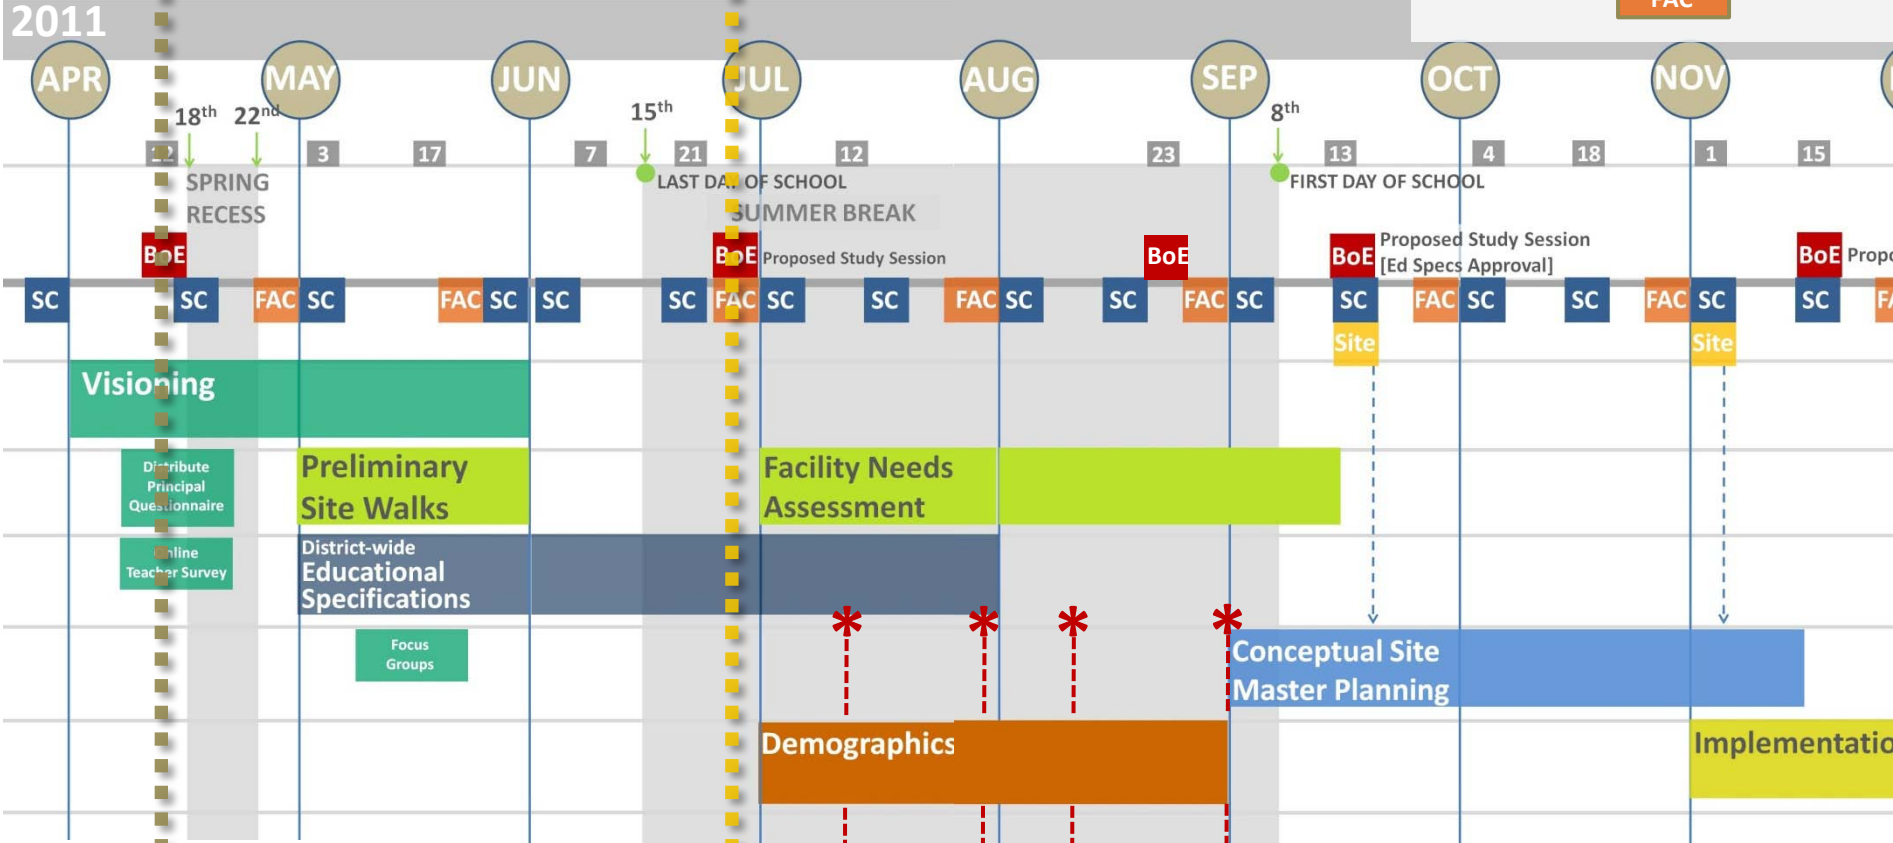 2011
FAC
APR
MAY
JUN
JUL
AUG
SEP
OCT
NOV
18th
22nd
15th
8th
3
17
7
21
12
23
13
4
18
1
15
SPRING
RECESS
LAST DAY OF SCHOOL
SUMMER BREAK
FIRST DAY OF SCHOOL
BoE
BoE
Proposed Study Session
BoE
BoE
Proposed Study Session
[Ed Specs Approval]
BoE
SC
SC
FAC
SC
FAC
SC
SC
SC
FAC
SC
SC
FAC
SC
SC
FAC
SC
SC
FAC
SC
SC
FAC
SC
SC
Site
Site
Visioning
Distribute
Principal
Questionnaire
Preliminary
Site Walks
Facility Needs
Assessment
Online
Teacher Survey
District-wide
Educational
Specifications
*
*
*
*
Focus
Groups
Conceptual Site
Master Planning
Demographics
Implementatio